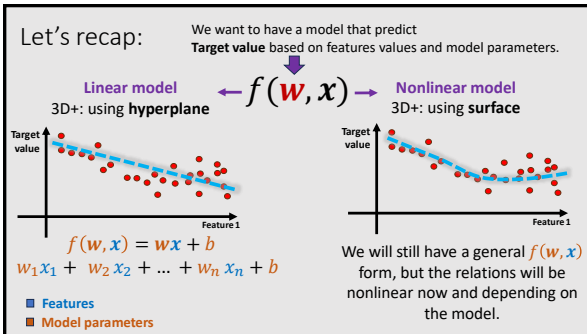 Let's recap:
We want to have a model that predict
Target value based on features values and model parameters.
Linear model
3D+: using hyperplane
f(w, x)
Nonlinear model
3D+: using surface
Target
value
Feature 1
f(w, x) = wx + b
w₁x₁ + w₂x₂ + ... + wₙxₙ + b
Features
Model parameters
Target
value
Feature 1
We will still have a general f(w, x)
form, but the relations will be
nonlinear now and depending on
the model.